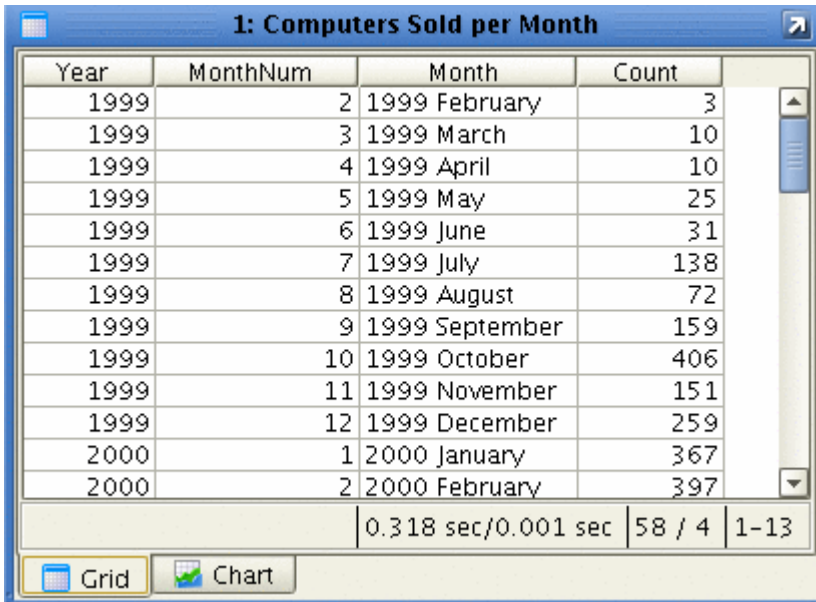 1: Computers Sold per Month
Year MonthNum Month Count
1999 2 1999 February 3
1999 3 1999 March 10
1999 4 1999 April 10
1999 5 1999 May 25
1999 6 1999 June 31
1999 7 1999 July 138
1999 8 1999 August 72
1999 9 1999 September 159
1999 10 1999 October 406
1999 11 1999 November 151
1999 12 1999 December 259
2000 1 2000 January 367
2000 2 2000 February 397
0.318 sec/0.001 sec 58 / 4 1-13
Grid Chart